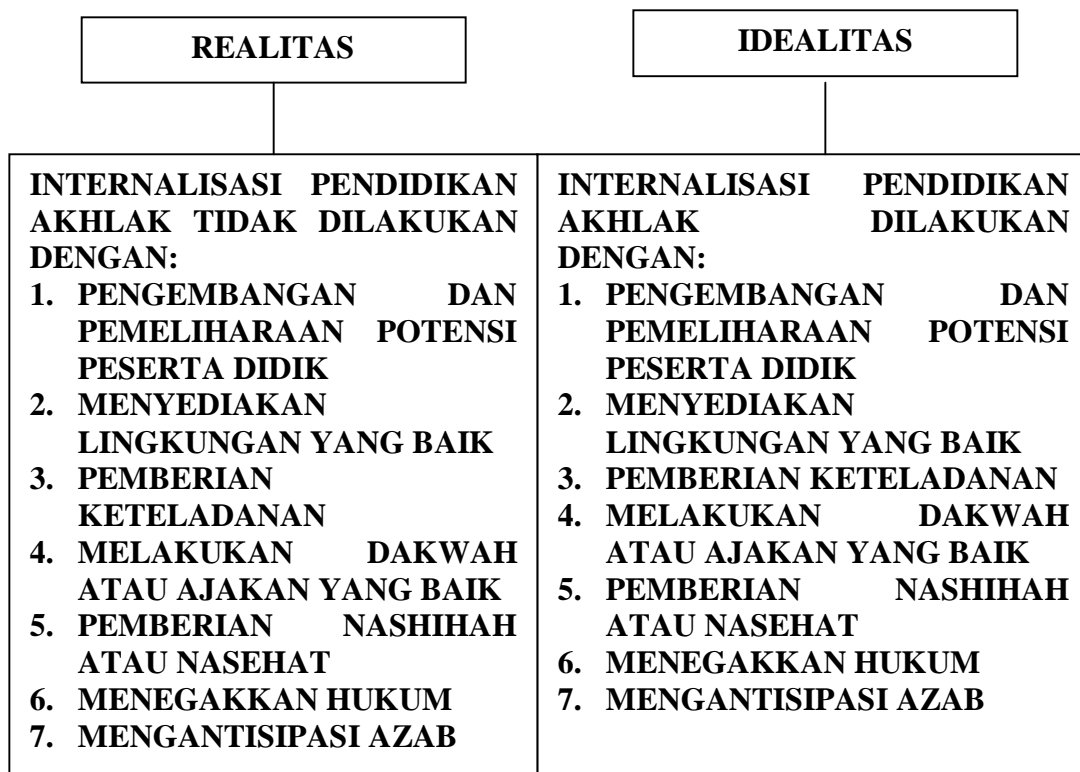 REALITAS
IDEALITAS
INTERNALISASI PENDIDIKAN
AKHLAK TIDAK DILAKUKAN
DENGAN:
1. PENGEMBANGAN DAN
PEMELIHARAAN POTENSI
PESERTA DIDIK
2. MENYEDIAKAN
LINGKUNGAN YANG BAIK
3. PEMBERIAN
KETELADANAN
4. MELAKUKAN DAKWAH
ATAU AJAKAN YANG BAIK
5. PEMBERIAN NASHIHAH
ATAU NASEHAT
6. MENEGAKKAN HUKUM
7. MENGANTISIPASI AZAB
INTERNALISASI PENDIDIKAN
AKHLAK DILAKUKAN
DENGAN:
1. PENGEMBANGAN DAN
PEMELIHARAAN POTENSI
PESERTA DIDIK
2. MENYEDIAKAN
LINGKUNGAN YANG BAIK
3. PEMBERIAN KETELADANAN
4. MELAKUKAN DAKWAH
ATAU AJAKAN YANG BAIK
5. PEMBERIAN NASHIHAH
ATAU NASEHAT
6. MENEGAKKAN HUKUM
7. MENGANTISIPASI AZAB